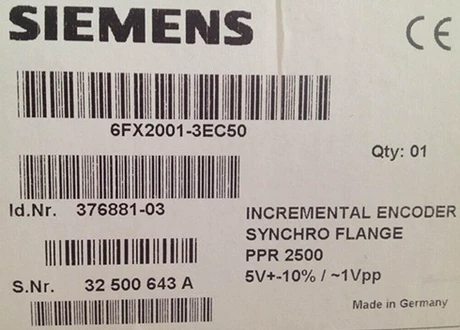 SIEMENS
CE
6FX2001-3EC50
Qty: 01
Id.Nr. 376881-03
INCREMENTAL ENCODER
SYNCHRO FLANGE
PPR 2500
5V+-10% / ~1Vpp
S.Nr. 32 500 643 A
Made in Germany